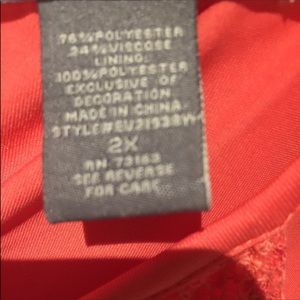 76%POLYESTER
24%VISCOSE
LINING:
100%POLYESTER
EXCLUSIVE OF
DECORATION
MADE IN CHINA
2X
RN 73163
SEE REVERSE
FOR CARE